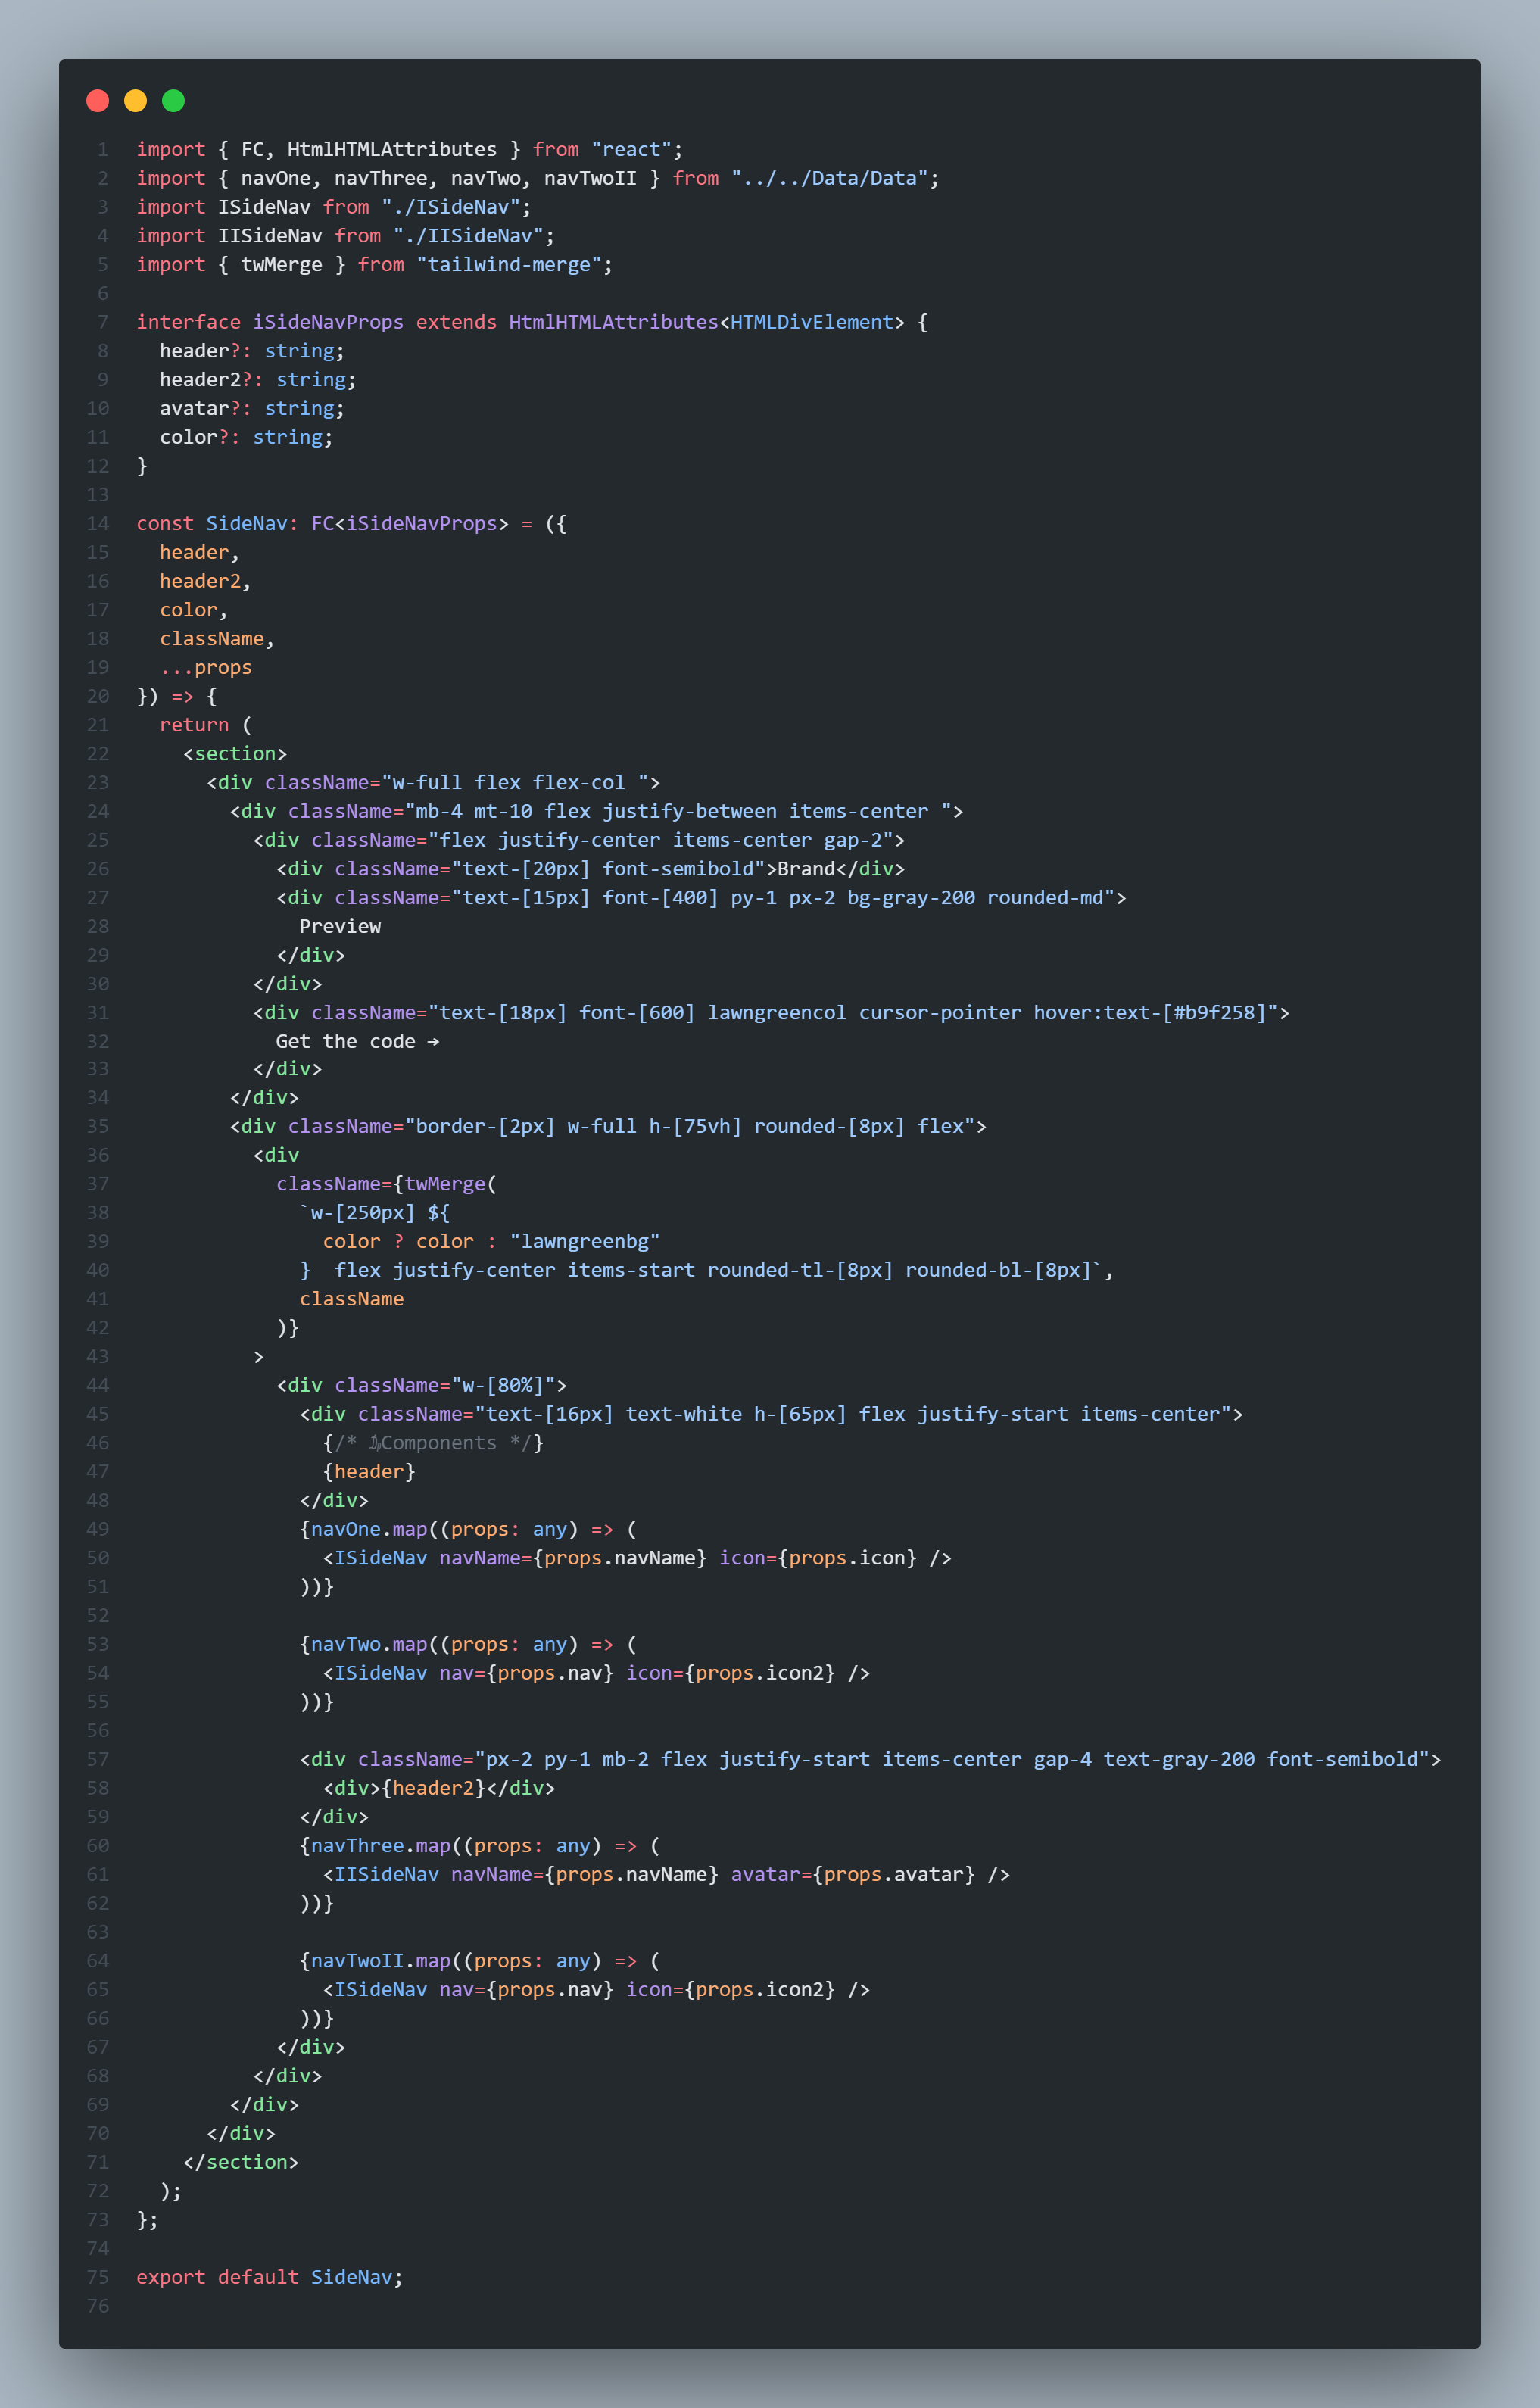 1 import { FC, HtmlHTMLAttributes } from "react";
2 import { navOne, navThree, navTwo, navTwoII } from "../../Data/Data";
3 import ISideNav from "./ISideNav";
4 import IISideNav from "./IISideNav";
5 import { twMerge } from "tailwind-merge";
6
7 interface iSideNavProps extends HtmlHTMLAttributes<HTMLDivElement> {
8   header?: string;
9   header2?: string;
10   avatar?: string;
11   color?: string;
12 }
13
14 const SideNav: FC<iSideNavProps> = ({
15   header,
16   header2,
17   color,
18   className,
19   ...props
20 }) => {
21   return (
22     <section>
23       <div className="w-full flex flex-col ">
24         <div className="mb-4 mt-10 flex justify-between items-center ">
25           <div className="flex justify-center items-center gap-2">
26             <div className="text-[20px] font-semibold">Brand</div>
27             <div className="text-[15px] font-[400] py-1 px-2 bg-gray-200 rounded-md">
28               Preview
29             </div>
30           </div>
31           <div className="text-[18px] font-[600] lawngreencol cursor-pointer hover:text-[#b9f258]">
32             Get the code →
33           </div>
34         </div>
35         <div className="border-[2px] w-full h-[75vh] rounded-[8px] flex">
36           <div
37             className={twMerge(
38               `w-[250px] ${
39                 color ? color : "lawngreenbg"
40               }  flex justify-center items-start rounded-tl-[8px] rounded-bl-[8px]`,
41               className
42             )}
43           >
44             <div className="w-[80%]">
45               <div className="text-[16px] text-white h-[65px] flex justify-start items-center">
46                 {/* Components */}
47                 {header}
48               </div>
49               {navOne.map((props: any) => (
50                 <ISideNav navName={props.navName} icon={props.icon} />
51               ))}
52
53               {navTwo.map((props: any) => (
54                 <ISideNav nav={props.nav} icon={props.icon2} />
55               ))}
56
57               <div className="px-2 py-1 mb-2 flex justify-start items-center gap-4 text-gray-200 font-semibold">
58                 <div>{header2}</div>
59               </div>
60               {navThree.map((props: any) => (
61                 <IISideNav navName={props.navName} avatar={props.avatar} />
62               ))}
63
64               {navTwoII.map((props: any) => (
65                 <ISideNav nav={props.nav} icon={props.icon2} />
66               ))}
67             </div>
68           </div>
69         </div>
70       </div>
71     </section>
72   );
73 };
74
75 export default SideNav;
76